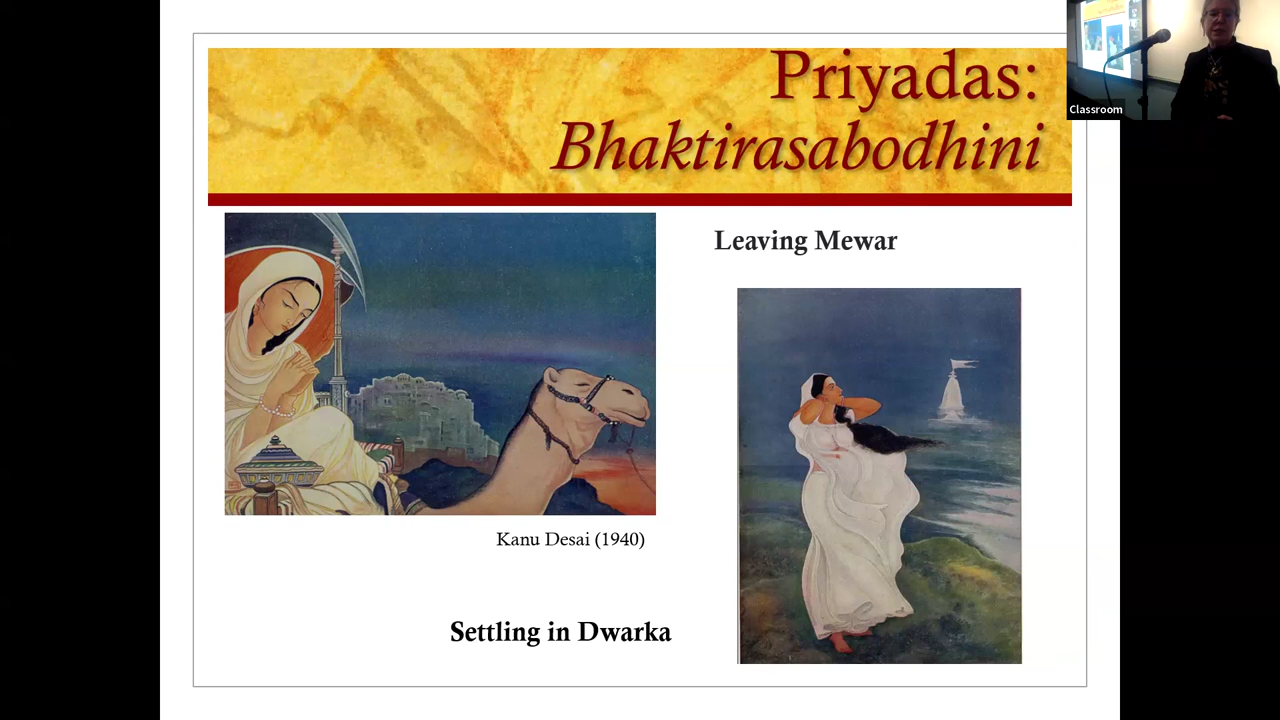 Priyadas:
Bhaktirasabodhini
Classroom
Leaving Mewar
Kanu Desai (1940)
Settling in Dwarka